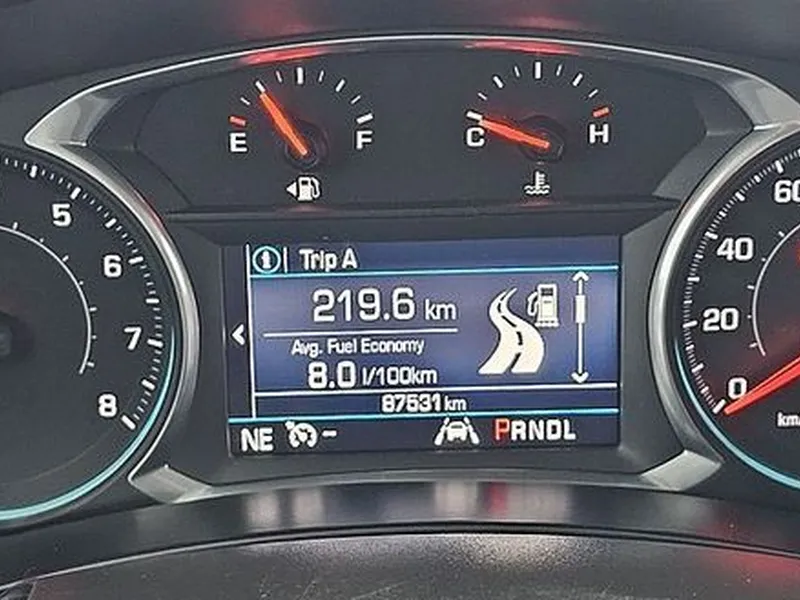 E F
C H
5
6
7
8
60
40
20
0
km/
Trip A
219.6 km
Avg. Fuel Economy
8.0 l/100km
87531 km
NE
PRNDL